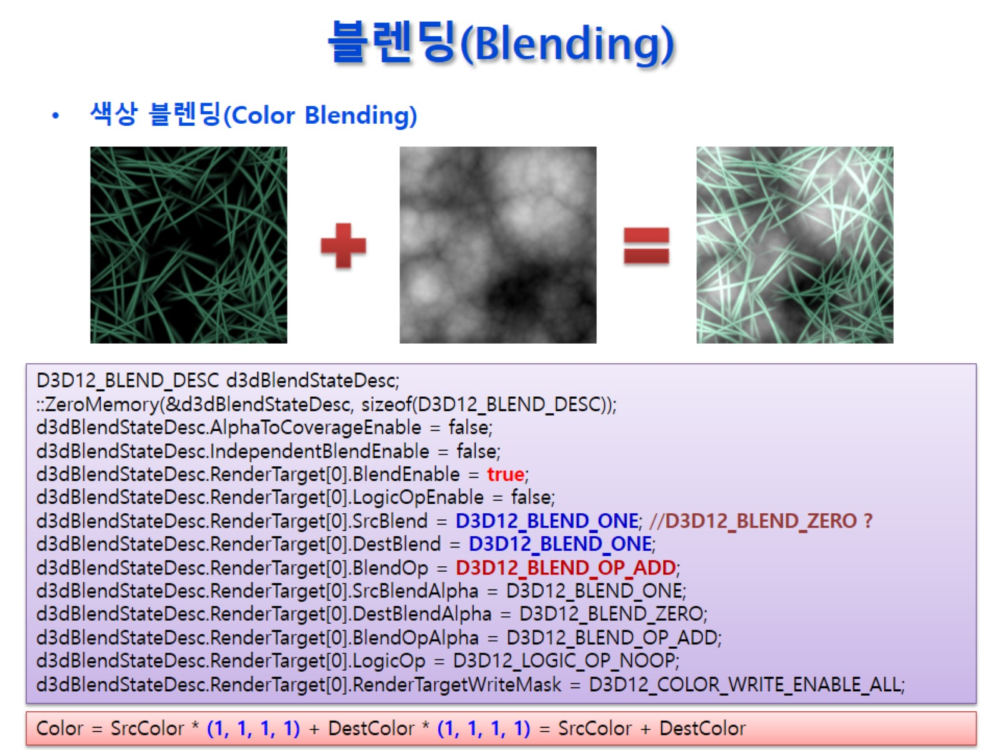 블렌딩(Blending)
• 색상 블렌딩(Color Blending)
D3D12_BLEND_DESC d3dBlendStateDesc;
::ZeroMemory(&d3dBlendStateDesc, sizeof(D3D12_BLEND_DESC));
d3dBlendStateDesc.AlphaToCoverageEnable = false;
d3dBlendStateDesc.IndependentBlendEnable = false;
d3dBlendStateDesc.RenderTarget[0].BlendEnable = true;
d3dBlendStateDesc.RenderTarget[0].LogicOpEnable = false;
d3dBlendStateDesc.RenderTarget[0].SrcBlend = D3D12_BLEND_ONE; //D3D12_BLEND_ZERO ?
d3dBlendStateDesc.RenderTarget[0].DestBlend = D3D12_BLEND_ONE;
d3dBlendStateDesc.RenderTarget[0].BlendOp = D3D12_BLEND_OP_ADD;
d3dBlendStateDesc.RenderTarget[0].SrcBlendAlpha = D3D12_BLEND_ONE;
d3dBlendStateDesc.RenderTarget[0].DestBlendAlpha = D3D12_BLEND_ZERO;
d3dBlendStateDesc.RenderTarget[0].BlendOpAlpha = D3D12_BLEND_OP_ADD;
d3dBlendStateDesc.RenderTarget[0].LogicOp = D3D12_LOGIC_OP_NOOP;
d3dBlendStateDesc.RenderTarget[0].RenderTargetWriteMask = D3D12_COLOR_WRITE_ENABLE_ALL;
Color = SrcColor * (1, 1, 1, 1) + DestColor * (1, 1, 1, 1) = SrcColor + DestColor